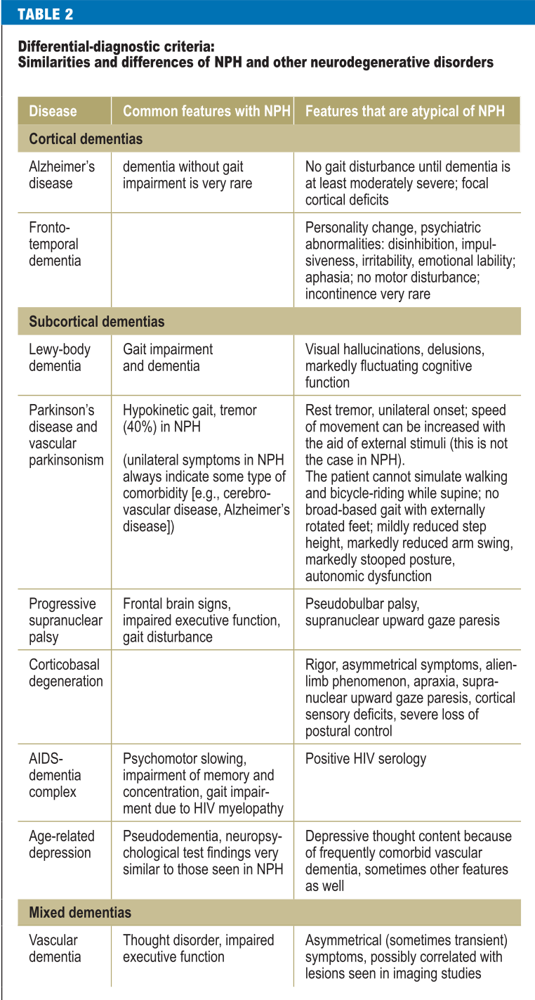 TABLE 2
Differential-diagnostic criteria:
Similarities and differences of NPH and other neurodegenerative disorders
Disease
Common features with NPH
Features that are atypical of NPH
Cortical dementias
Alzheimer's
disease
dementia without gait
impairment is very rare
No gait disturbance until dementia is
at least moderately severe; focal
cortical deficits
Fronto-
temporal
dementia
Personality change, psychiatric
abnormalities: disinhibition, impul-
siveness, irritability, emotional lability;
aphasia; no motor disturbance;
incontinence very rare
Subcortical dementias
Lewy-body
dementia
Gait impairment
and dementia
Visual hallucinations, delusions,
markedly fluctuating cognitive
function
Parkinson's
disease and
vascular
parkinsonism
Hypokinetic gait, tremor
(40%) in NPH
(unilateral symptoms in NPH
always indicate some type of
comorbidity [e.g., cerebro-
vascular disease, Alzheimer's
disease])
Rest tremor, unilateral onset; speed
of movement can be increased with
the aid of external stimuli (this is not
the case in NPH).
The patient cannot simulate walking
and bicycle-riding while supine; no
broad-based gait with externally
rotated feet; mildly reduced step
height, markedly reduced arm swing,
markedly stooped posture,
autonomic dysfunction
Progressive
supranuclear
palsy
Frontal brain signs,
impaired executive function,
gait disturbance
Pseudobulbar palsy,
supranuclear upward gaze paresis
Corticobasal
degeneration
Rigor, asymmetrical symptoms, alien-
limb phenomenon, apraxia, supra-
nuclear upward gaze paresis, cortical
sensory deficits, severe loss of
postural control
AIDS-
dementia
complex
Psychomotor slowing,
impairment of memory and
concentration, gait impair-
ment due to HIV myelopathy
Positive HIV serology
Age-related
depression
Pseudodementia, neuropsy-
chological test findings very
similar to those seen in NPH
Depressive thought content because
of frequently comorbid vascular
dementia, sometimes other features
as well
Mixed dementias
Vascular
dementia
Thought disorder, impaired
executive function
Asymmetrical (sometimes transient)
symptoms, possibly correlated with
lesions seen in imaging studies